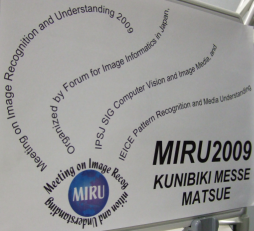 Meeting on Image Recognition and Understanding 2009
Organized by Forum for Image Informatics in Japan,
IPSJ SIG Computer Vision and Image Media, and
IEICE Pattern Recognition and Media Understanding
MIRU2009
KUNIBIKI MESSE
MATSUE
Meeting on Image Recognition and Understanding
MIRU